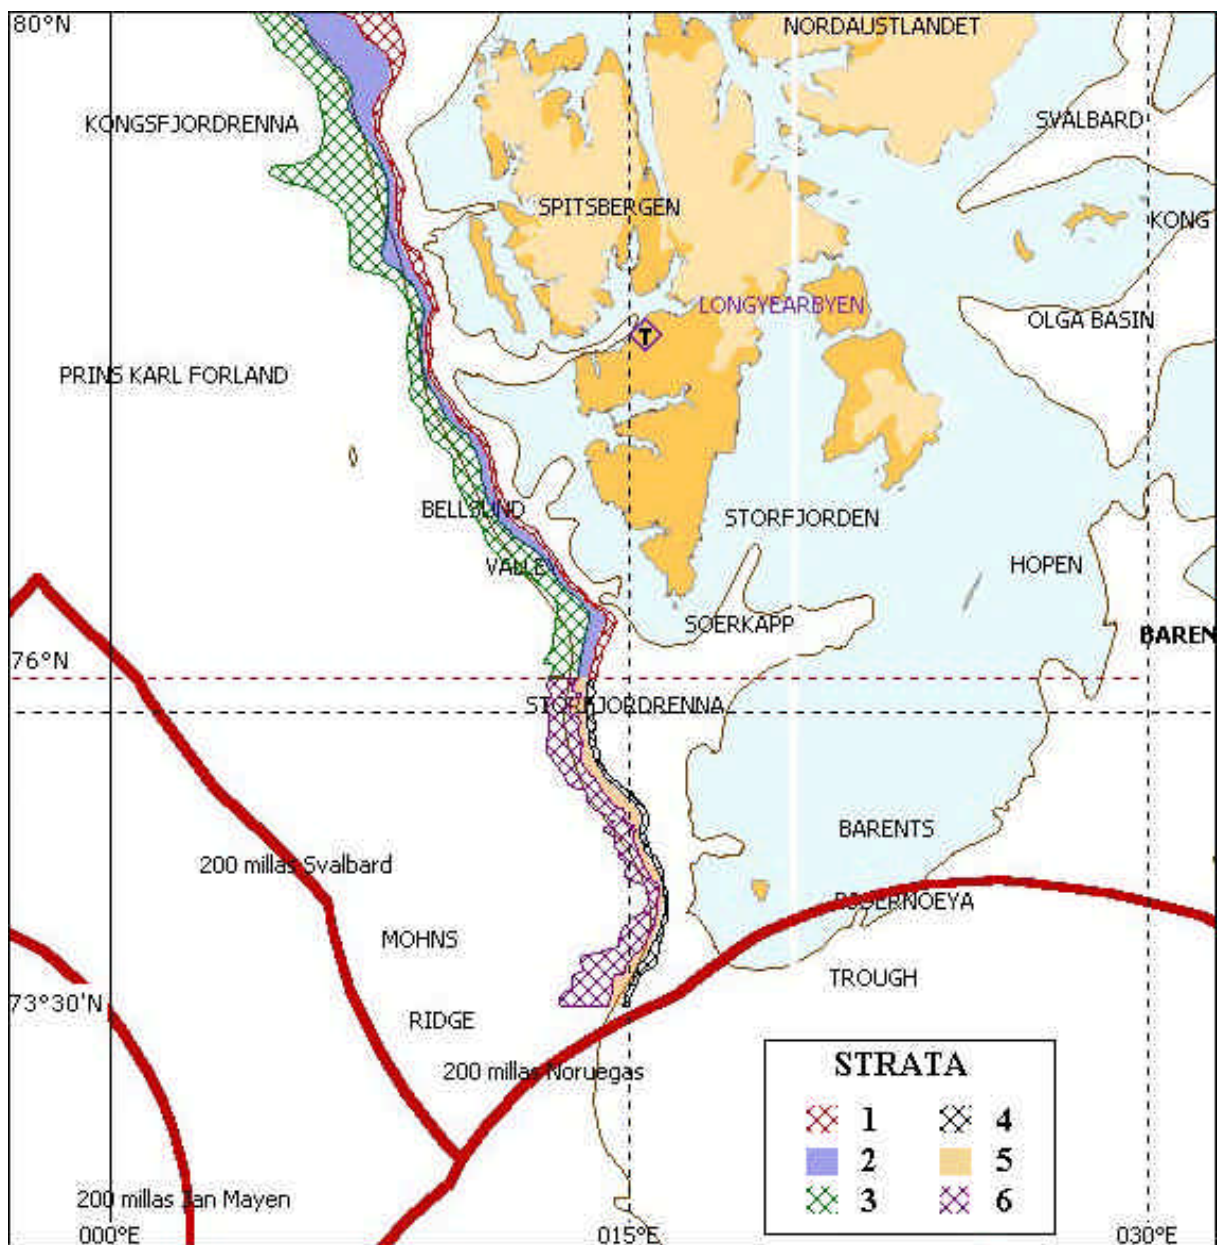 80°N
NORDAUSTLANDET
KONGSFJORDRENNA
SVALBARD
SPITSBERGEN
KONG
LONGYEARBYEN
OLGA BASIN
T
PRINS KARL FORLAND
BELLSUND
STORFJORDEN
VALLEY
HOPEN
SOERKAPP
BAREN
76°N
STORFJORDRENNA
BARENTS
200 millas Svalbard
BJOERNOEYA
MOHNS
TROUGH
73°30'N
RIDGE
200 millas Noruegas
STRATA
1 4
2 5
3 6
200 millas Jan Mayen
000°E 015°E 030°E